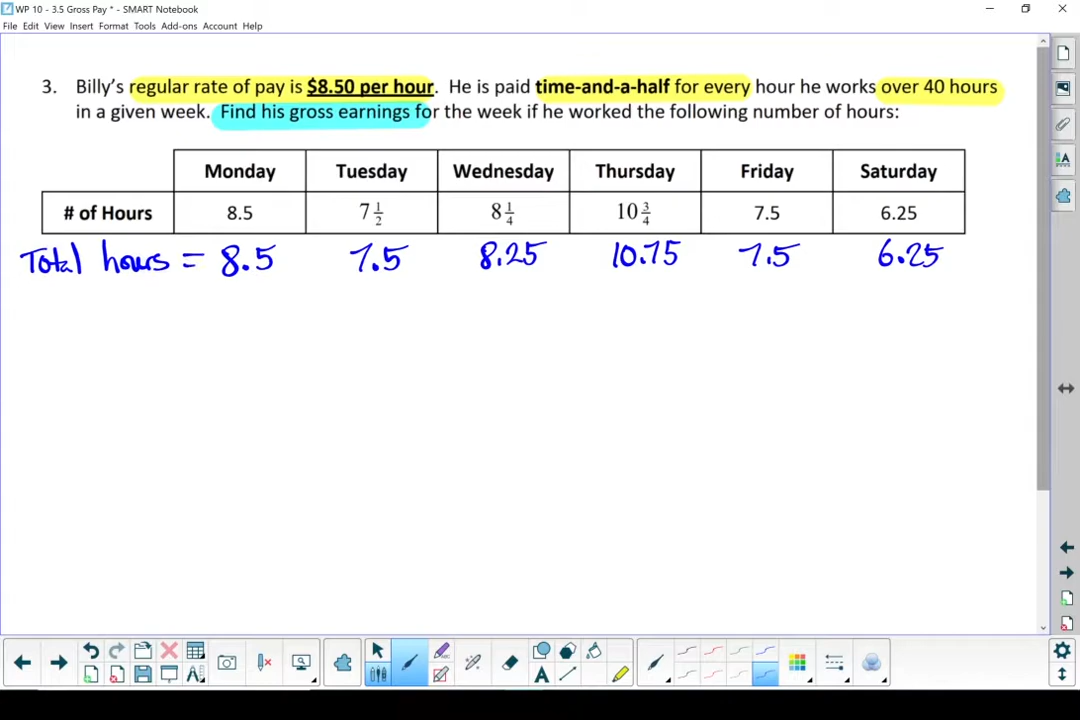 WP 10 - 3.5 Gross Pay * - SMART Notebook
File Edit View Insert Format Tools Add-ons Account Help
3. Billy's regular rate of pay is $8.50 per hour. He is paid time-and-a-half for every hour he works over 40 hours
in a given week. Find his gross earnings for the week if he worked the following number of hours:
Monday Tuesday Wednesday Thursday Friday Saturday
# of Hours 8.5 7 1/2 8 1/4 10 3/4 7.5 6.25
Total hours = 8.5 7.5 8.25 10.75 7.5 6.25